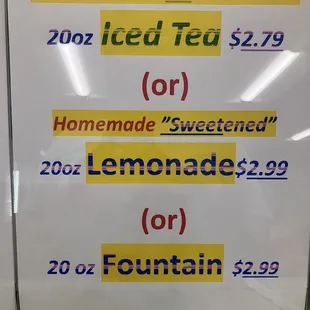 20oz Iced Tea $2.79
(or)
Homemade "Sweetened"
20oz Lemonade $2.99
(or)
20 oz Fountain $2.99